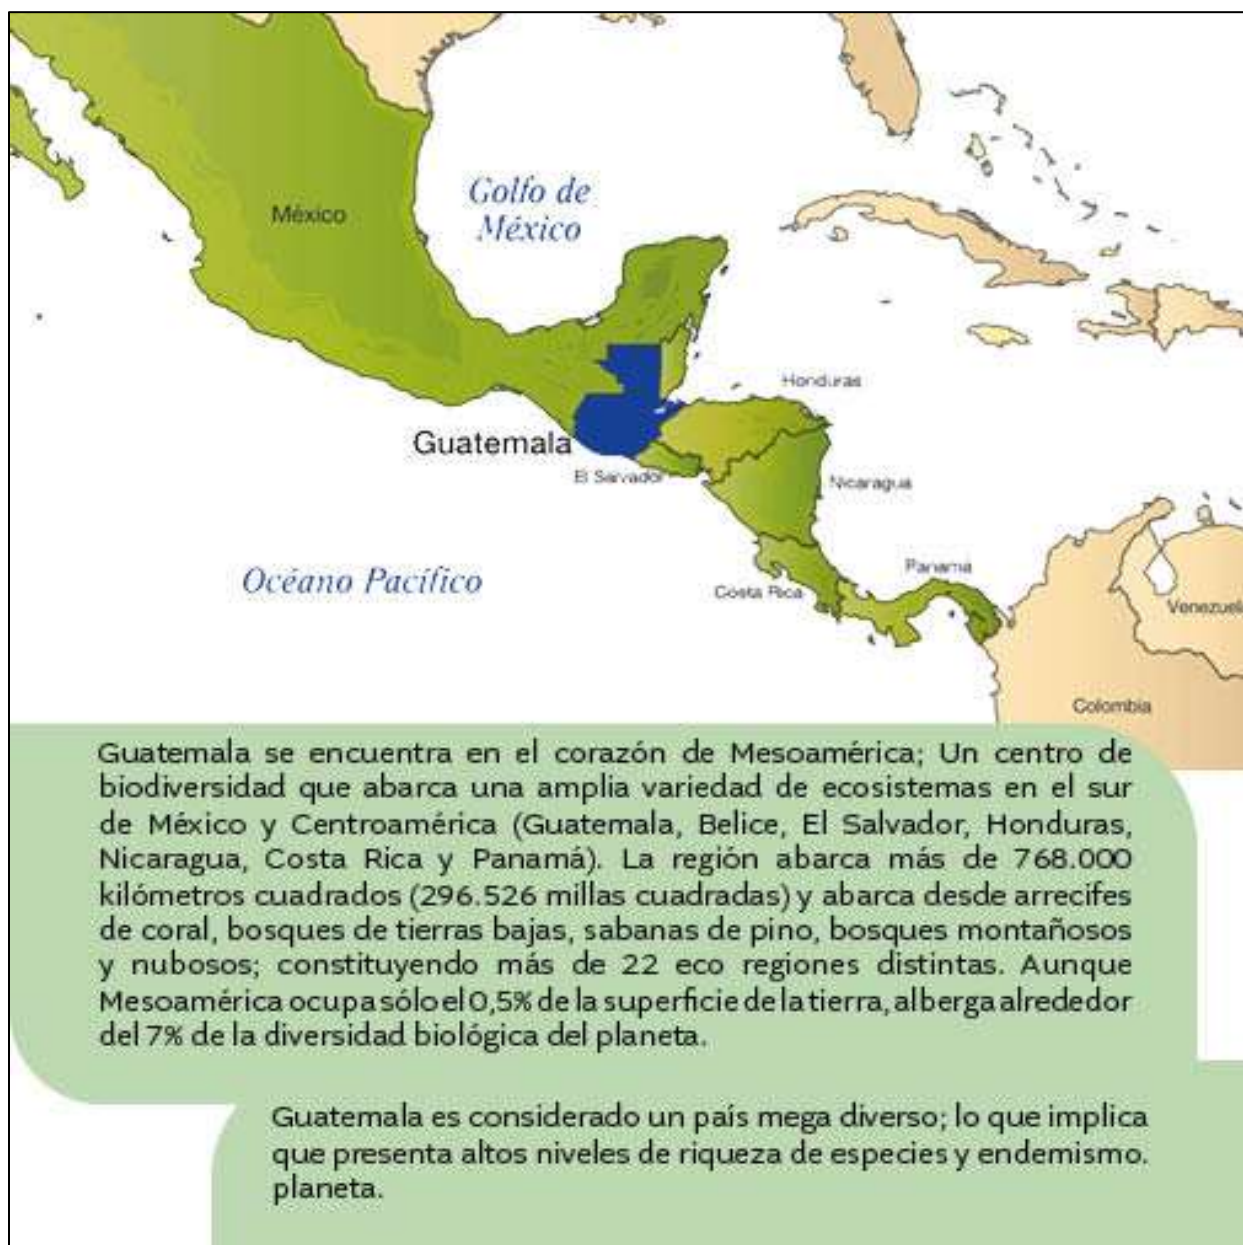 Golfo de
México
México
Honduras
Guatemala
El Salvador
Nicaragua
Océano Pacífico
Panamá
Costa Rica
Venezuel
Colombia
Guatemala se encuentra en el corazón de Mesoamérica; Un centro de
biodiversidad que abarca una amplia variedad de ecosistemas en el sur
de México y Centroamérica (Guatemala, Belice, El Salvador, Honduras,
Nicaragua, Costa Rica y Panamá). La región abarca más de 768.000
kilómetros cuadrados (296.526 millas cuadradas) y abarca desde arrecifes
de coral, bosques de tierras bajas, sabanas de pino, bosques montañosos
y nubosos; constituyendo más de 22 eco regiones distintas. Aunque
Mesoamérica ocupa sólo el 0,5% de la superficie de la tierra, alberga alrededor
del 7% de la diversidad biológica del planeta.
Guatemala es considerado un país mega diverso; lo que implica
que presenta altos niveles de riqueza de especies y endemismo.
planeta.